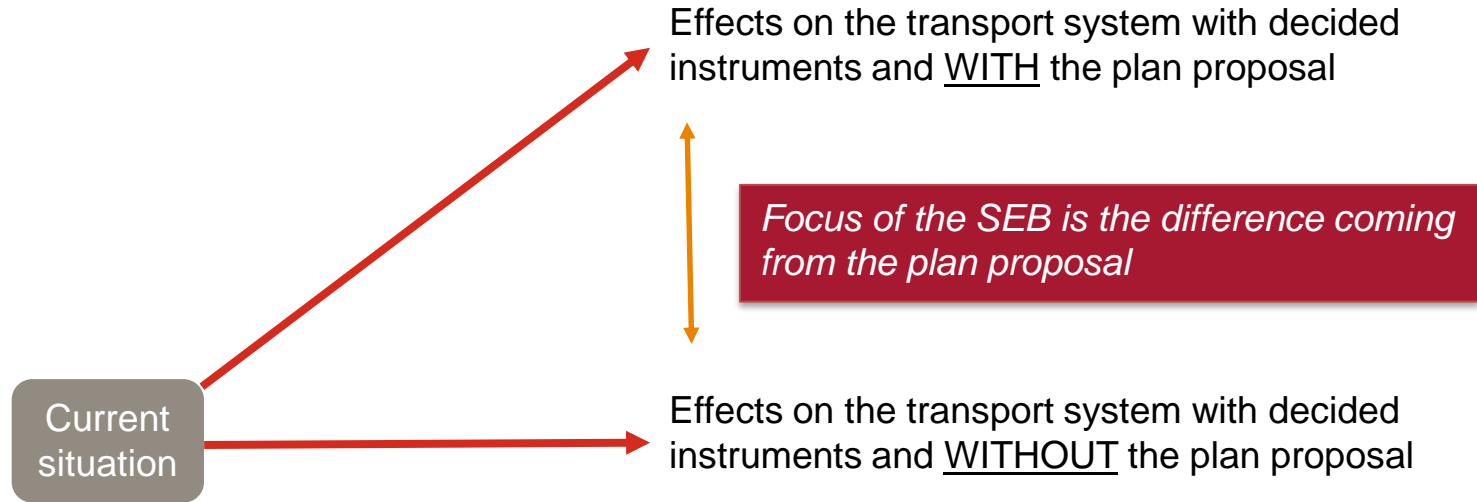 Effects on the transport system with decided
instruments and WITH the plan proposal
Focus of the SEB is the difference coming
from the plan proposal
Current
situation
Effects on the transport system with decided
instruments and WITHOUT the plan proposal